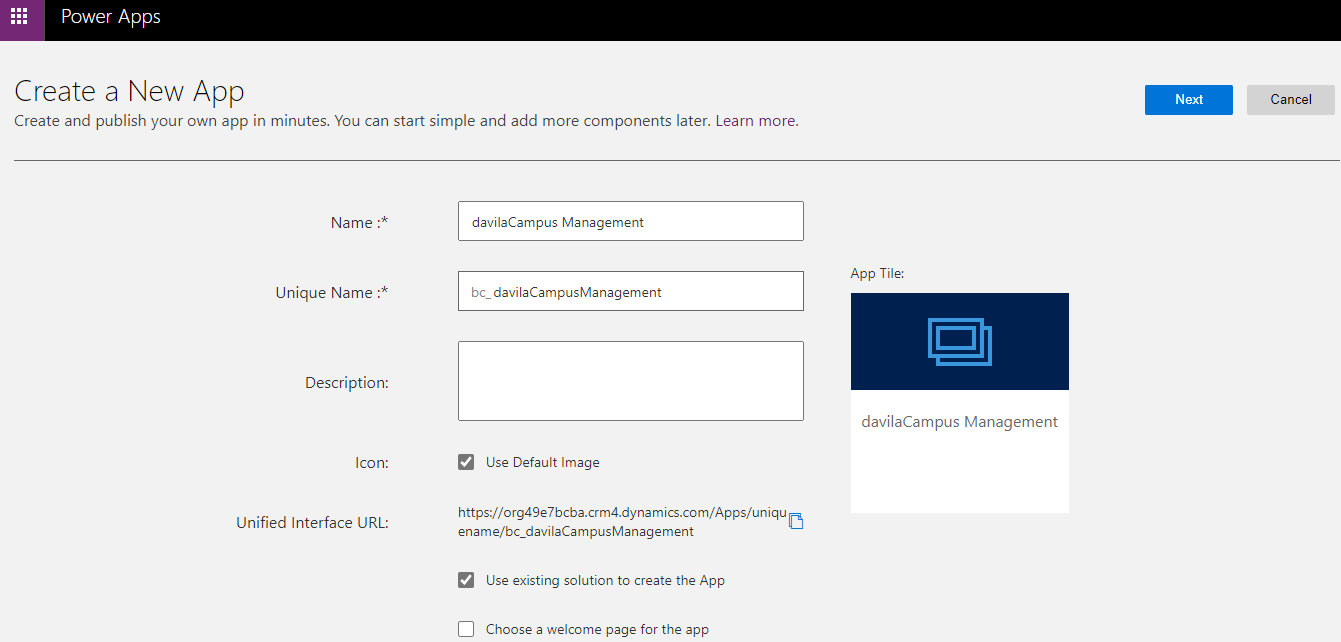 Power Apps
Create a New App
Next
Cancel
Create and publish your own app in minutes. You can start simple and add more components later. Learn more.
Name :*
davilaCampus Management
Unique Name :*
bc_ davilaCampusManagement
App Tile:
davilaCampus Management
Description:
Icon:
Use Default Image
Unified Interface URL:
https://org49e7bcba.crm4.dynamics.com/Apps/uniqu
ename/bc_davilaCampusManagement
Use existing solution to create the App
Choose a welcome page for the app